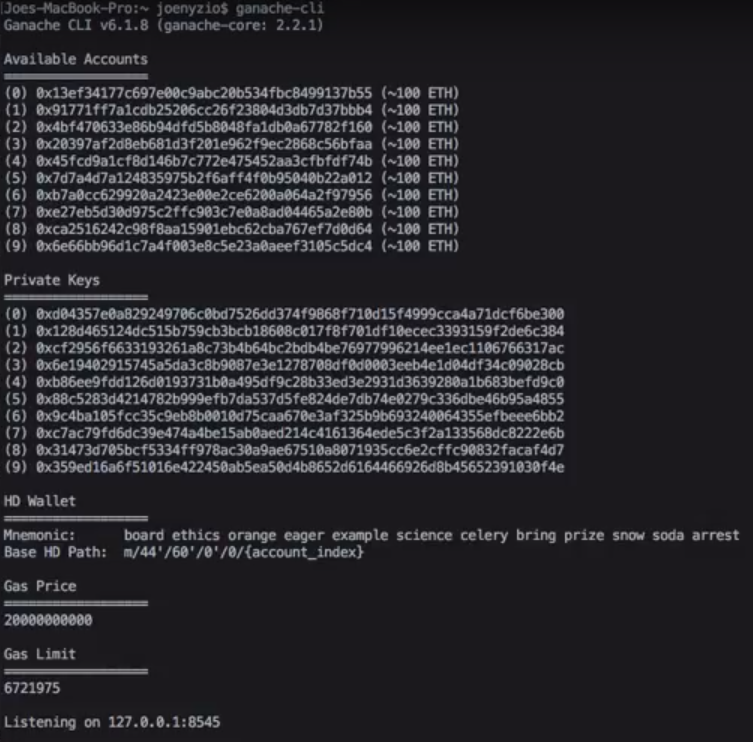 Joes-MacBook-Pro:~ joenyzio$ ganache-cli
Ganache CLI v6.1.8 (ganache-core: 2.2.1)
Available Accounts
==================
(0) 0x13ef34177c697e00c9abc20b534fbc8499137b55 (~100 ETH)
(1) 0x91771ff7a1cdb25206cc26f23804d3db7d37bbb4 (~100 ETH)
(2) 0x4bf470633e86b94dfd5b8048fa1db0a67782f160 (~100 ETH)
(3) 0x20397af2d8eb681d3f201e962f9ec2868c56bfaa (~100 ETH)
(4) 0x45fcd9a1cf8d146b7c772e475452aa3cfbfdf74b (~100 ETH)
(5) 0x7d7a4d7a124835975b2f6aff4f0b95040b22a012 (~100 ETH)
(6) 0xb7a0cc629920a2423e00e2ce6200a064a2f97956 (~100 ETH)
(7) 0xe27eb5d30d975c2ffc903c7e0a8ad04465a2e80b (~100 ETH)
(8) 0xca2516242c98f8aa15901ebc62cba767ef7d0d64 (~100 ETH)
(9) 0x6e66bb96d1c7a4f003e8c5e23a0aeef3105c5dc4 (~100 ETH)
Private Keys
==================
(0) 0xd04357e0a829249706c0bd7526dd374f9868f710d15f4999cca4a71dcf6be300
(1) 0x128d465124dc515b759cb3bcb18608c017f8f701df10ecec3393159f2de6c384
(2) 0xcf2956f6633193261a8c73b4b64bc2bdb4be76977996214ee1ec1106766317ac
(3) 0x6e19402915745a5da3c8b9087e3e1278708df0d0003eeb4e1d04df34c09028cb
(4) 0xb86ee9fdd126d0193731b0a495df9c28b33ed3e2931d3639280a1b683befd9c0
(5) 0x88c5283d4214782b999efb7da537d5fe824de7db74e0279c336dbe46b95a4855
(6) 0x9c4ba105fcc35c9eb8b0010d75caa670e3af325b9b693240064355efbeee6bb2
(7) 0xc7ac79fd6dc39e474a4be15ab0aed214c4161364ede5c3f2a133568dc8222e6b
(8) 0x31473d705bcf5334ff978ac30a9ae67510a8071935cc6e2cffc90832facaf4d7
(9) 0x359ed16a6f51016e422450ab5ea50d4b8652d6164466926d8b45652391030f4e
HD Wallet
==================
Mnemonic:      board ethics orange eager example science celery bring prize snow soda arrest
Base HD Path:  m/44'/60'/0'/0/{account_index}
Gas Price
==================
20000000000
Gas Limit
==================
6721975
Listening on 127.0.0.1:8545